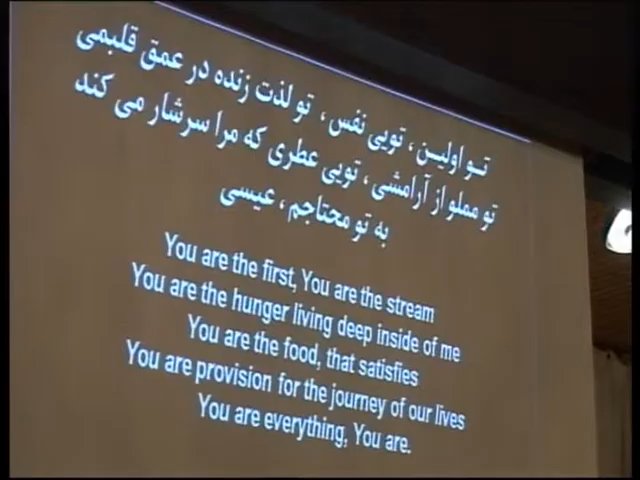 تو اولین، تویی نفس، تو لذت زنده در عمق قلبمی
تو مملو از آرامشی، تویی عطری که مرا سرشار می کند
به تو محتاجم، عیسی
You are the first, You are the stream
You are the hunger living deep inside of me
You are the food, that satisfies
You are provision for the journey of our lives
You are everything, You are.